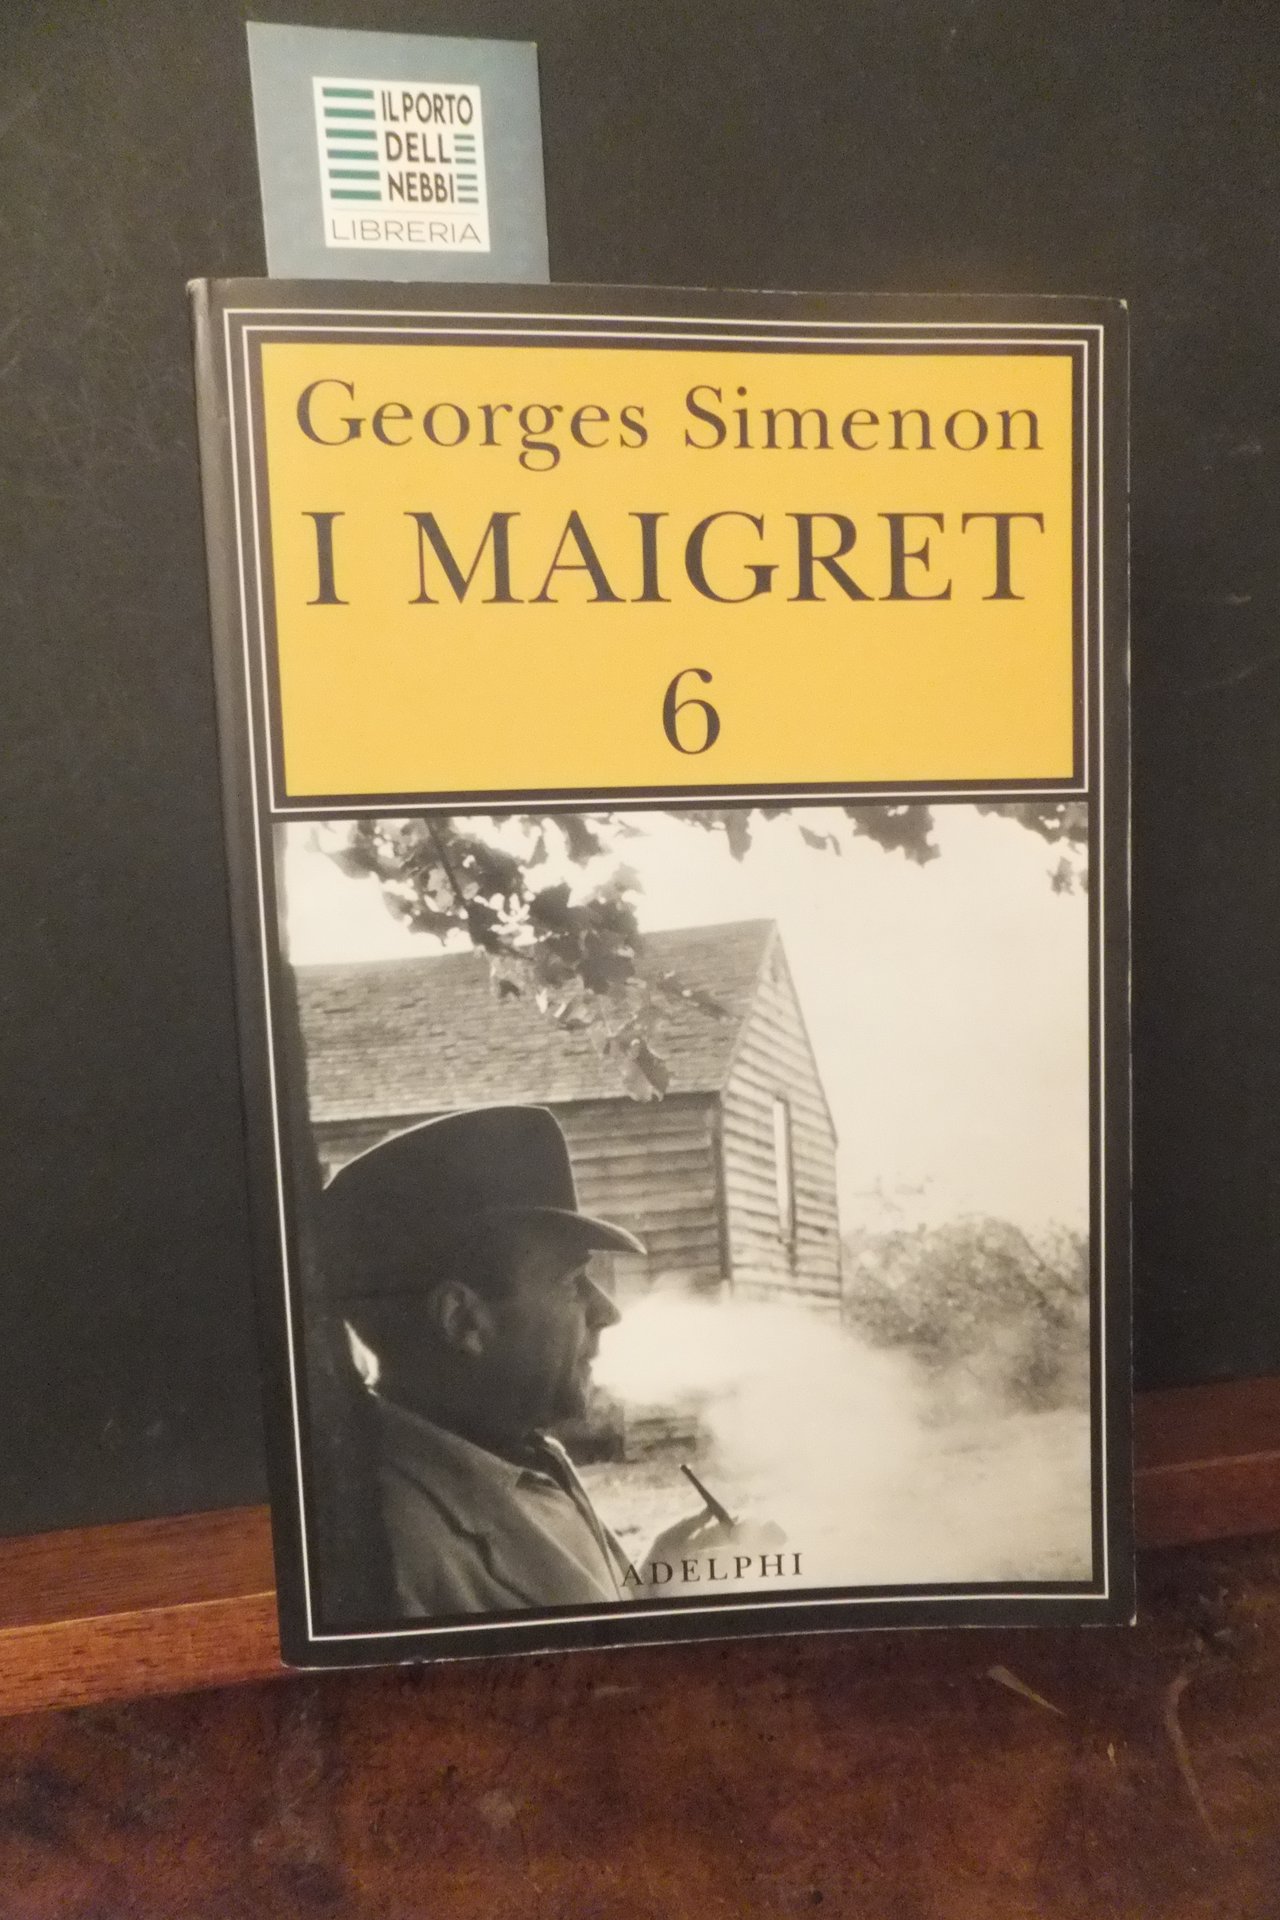 IL PORTO
DELLE
NEBBIE
LIBRERIA
Georges Simenon
I MAIGRET
6
ADELPHI